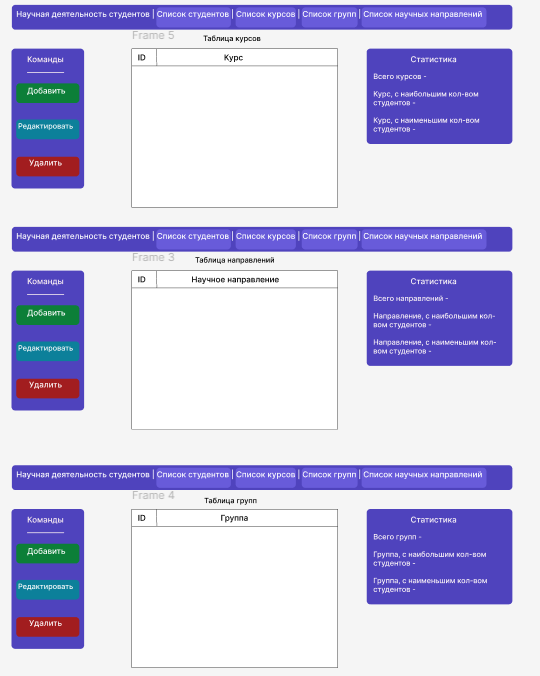 Научная деятельность студентов | Список студентов | Список курсов | Список групп | Список научных направлений
Frame 5
Таблица курсов
Команды
Добавить
Редактировать
Удалить
ID
Курс
Статистика
Всего курсов -
Курс, с наибольшим кол-вом
студентов -
Курс, с наименьшим кол-вом
студентов -
Научная деятельность студентов | Список студентов | Список курсов | Список групп | Список научных направлений
Frame 3
Таблица направлений
Команды
Добавить
Редактировать
Удалить
ID
Научное направление
Статистика
Всего направлений -
Направление, с наибольшим кол-
вом студентов -
Направление, с наименьшим кол-
вом студентов -
Научная деятельность студентов | Список студентов | Список курсов | Список групп | Список научных направлений
Frame 4
Таблица групп
Команды
Добавить
Редактировать
Удалить
ID
Группа
Статистика
Всего групп -
Группа, с наибольшим кол-вом
студентов -
Группа, с наименьшим кол-вом
студентов -